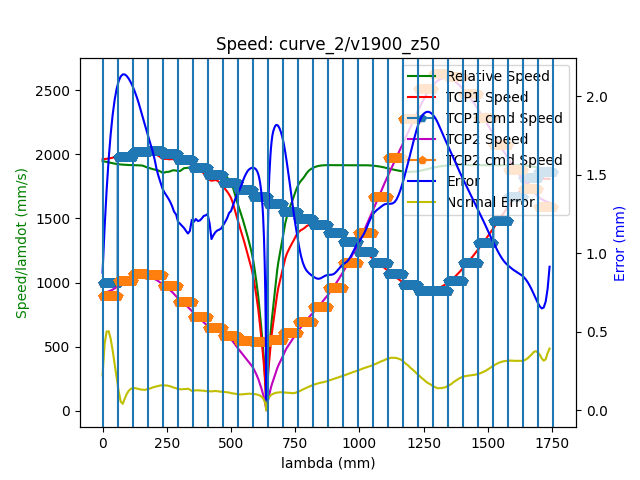 Speed: curve_2/v1900_z50
Relative Speed
TCP1 Speed
TCP1 cmd Speed
TCP2 Speed
TCP2 cmd Speed
Error
Normal Error
Speed/lamdot (mm/s)
2500
2000
1500
1000
500
0
Error (mm)
2.0
1.5
1.0
0.5
0.0
0 250 500 750 1000 1250 1500 1750
lambda (mm)